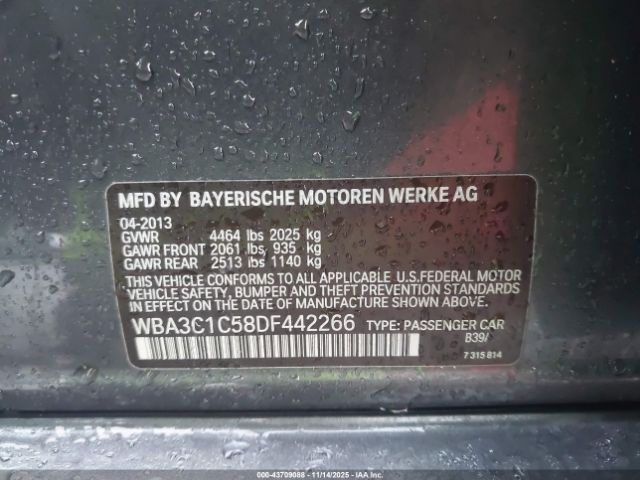 MFD BY BAYERISCHE MOTOREN WERKE AG
04-2013
GVWR 4464 lbs 2025 kg
GAWR FRONT 2061 lbs 935 kg
GAWR REAR 2513 lbs 1140 kg
THIS VEHICLE CONFORMS TO ALL APPLICABLE U.S.FEDERAL MOTOR
VEHICLE SAFETY, BUMPER, AND THEFT PREVENTION STANDARDS
IN EFFECT ON THE DATE OF MANUFACTURE SHOWN ABOVE.
WBA3C1C58DF442266 TYPE: PASSENGER CAR
B39/
7 315 814
000-43709088 | 11/14/2025 | IAA Inc.